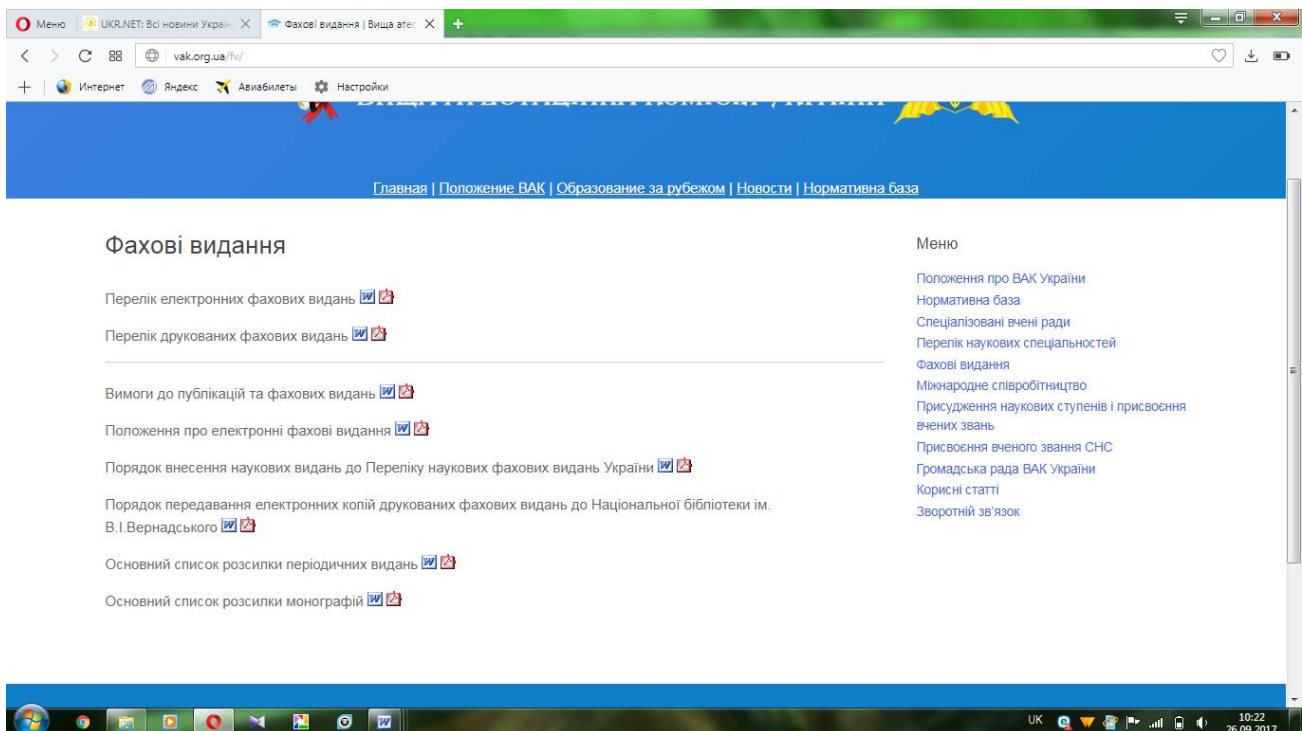 Меню
UKR.NET: Всі новини Україн
Фахові видання | Вища атес
vak.org.ua/fv/
Интернет
Яндекс
Авиабилеты
Настройки
ВИЩА АТЕСТАЦІЙНА КОМІСІЯ УКРАЇНИ
Главная | Положение ВАК | Образование за рубежом | Новости | Нормативна база
Фахові видання
Перелік електронних фахових видань
Перелік друкованих фахових видань
Вимоги до публікацій та фахових видань
Положення про електронні фахові видання
Порядок внесення наукових видань до Переліку наукових фахових видань України
Порядок передавання електронних копій друкованих фахових видань до Національної бібліотеки ім.
В.І.Вернадського
Основний список розсилки періодичних видань
Основний список розсилки монографій
Меню
Положення про ВАК України
Нормативна база
Спеціалізовані вчені ради
Перелік наукових спеціальностей
Фахові видання
Міжнародне співробітництво
Присудження наукових ступенів і присвоєння
вчених звань
Присвоєння вченого звання СНС
Громадська рада ВАК України
Корисні статті
Зворотній зв'язок
UK
10:22
26.09.2017